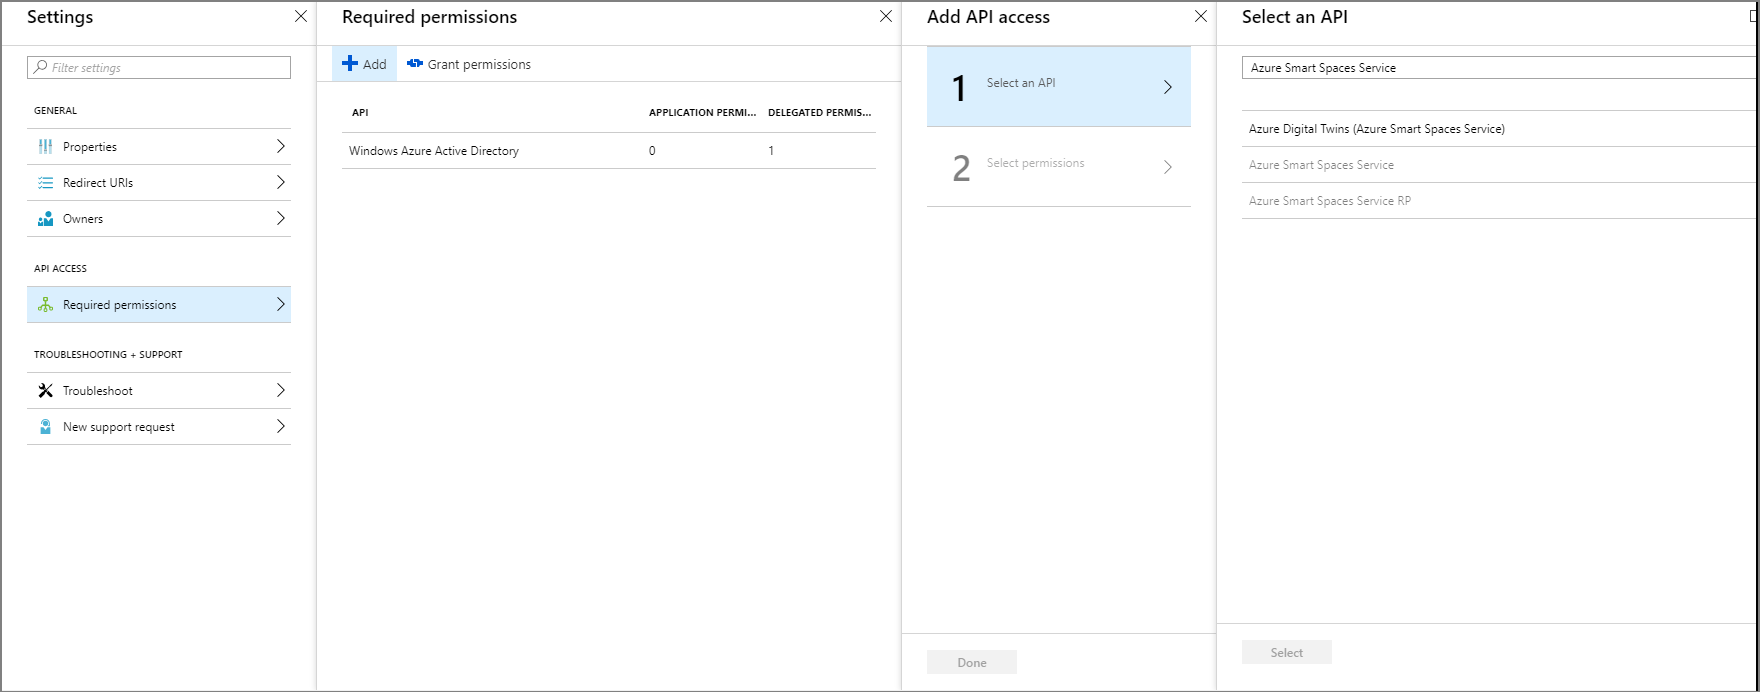 Settings
Filter settings
GENERAL
Properties
Redirect URIs
Owners
API ACCESS
Required permissions
TROUBLESHOOTING + SUPPORT
Troubleshoot
New support request
Required permissions
Add Grant permissions
API APPLICATION PERMI... DELEGATED PERMIS...
Windows Azure Active Directory 0 1
Add API access
1 Select an API
2 Select permissions
Done
Select an API
Azure Smart Spaces Service
Azure Digital Twins (Azure Smart Spaces Service)
Azure Smart Spaces Service
Azure Smart Spaces Service RP
Select